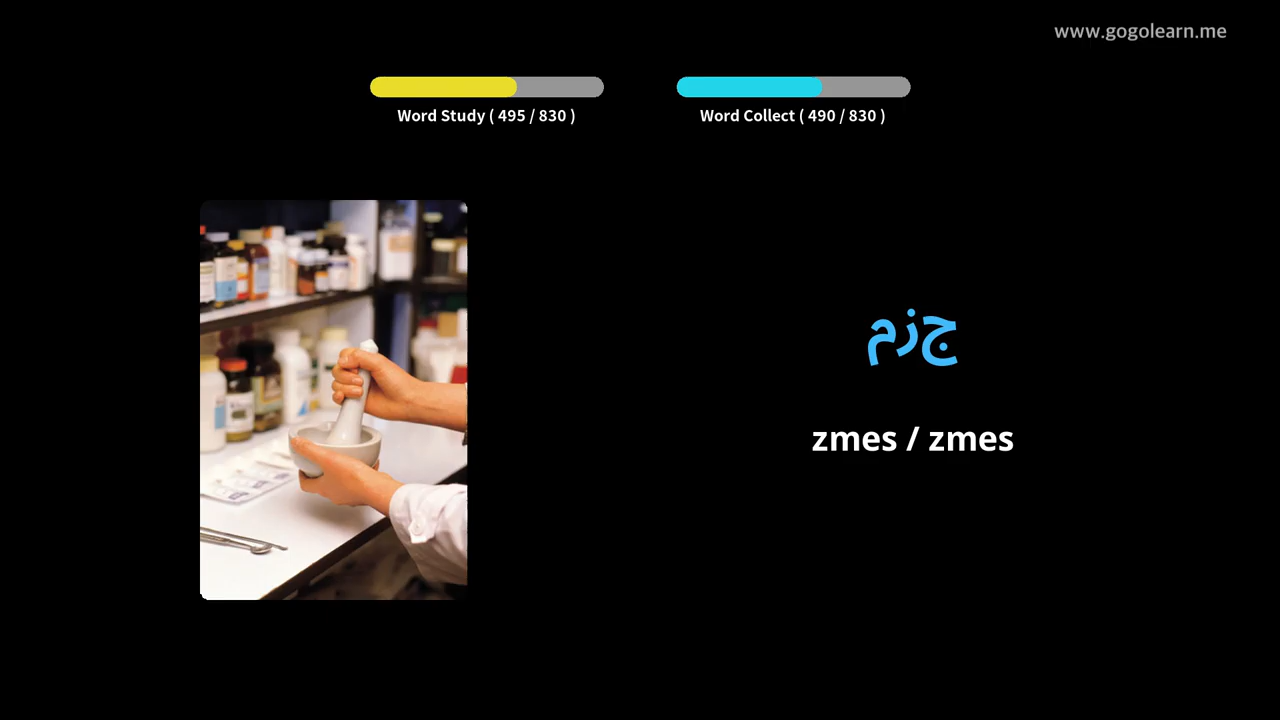 www.gogolearn.me
Word Study ( 495 / 830 )
Word Collect ( 490 / 830 )
جزم
zmes / zmes